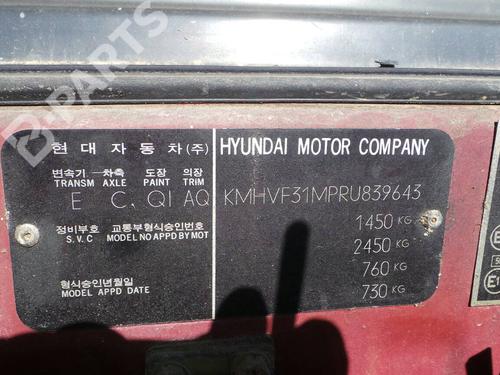 B-PARTS
현대자동차(주)
HYUNDAI MOTOR COMPANY
변속기 차축 도장 의장
TRANSM AXLE PAINT TRIM
E C, QI AQ
KMHVF31MPRU839643
정비부호 교통부형식승인번호
S.V.C MODEL NO APPD BY MOT
1450 KG
2450 KG
760 KG
730 KG
형식승인년월일
MODEL APPD DATE